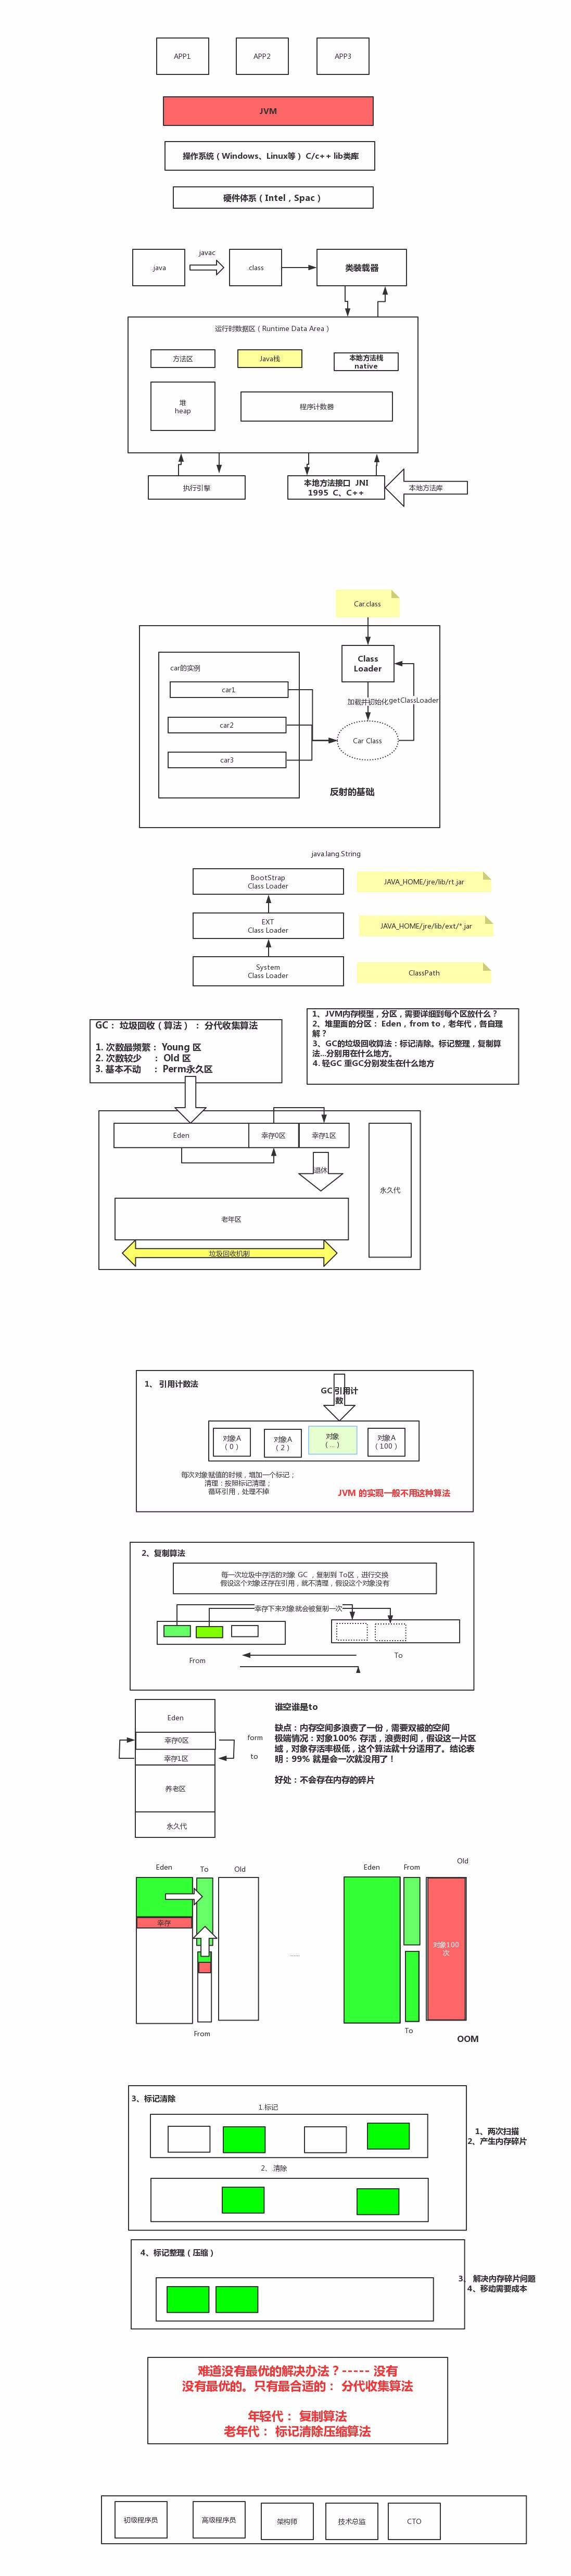 APP1
APP2
APP3
JVM
操作系统（Windows、Linux等）C/c++ lib类库
硬件体系（Intel，Spac）
.java
javac
.class
类装载器
运行时数据区（Runtime Data Area）
方法区
Java栈
本地方法栈
native
堆
heap
程序计数器
执行引擎
本地方法接口 JNI
1995 C、C++
本地方法库
Car.class
car的实例
car1
car2
car3
Class
Loader
加载并初始化
getClassLoader
Car Class
反射的基础
java.lang.String
BootStrap
Class Loader
JAVA_HOME/jre/lib/rt.jar
EXT
Class Loader
JAVA_HOME/jre/lib/ext/*.jar
System
Class Loader
ClassPath
GC： 垃圾回收（算法）： 分代收集算法
1. 次数最频繁： Young 区
2. 次数较少 ： Old 区
3. 基本不动 ： Perm永久区
1、JVM内存模型，分区，需要详细到每个区放什么？
2、堆里面的分区： Eden，from to，老年代，各自理
解？
3、GC的垃圾回收算法：标记清除。标记整理，复制算
法...分别用在什么地方。
4. 轻GC 重GC分别发生在什么地方
Eden
幸存0区
幸存1区
退休
永久代
老年区
垃圾回收机制
1、 引用计数法
GC 引用计
数
对象A
（0）
对象A
（2）
对象
（...）
对象A
（100）
每次对象赋值的时候，增加一个标记；
清理：按照标记清理；
循环引用，处理不掉
JVM 的实现一般不用这种算法
2、复制算法
每一次垃圾中存活的对象 GC ，复制到 To区，进行交换
假设这个对象还存在引用，就不清理，假设这个对象没有
幸存下来对象就会被复制一次
From
To
Eden
幸存0区
幸存1区
养老区
永久代
form
to
谁空谁是to
缺点：内存空间多浪费了一份，需要双被的空间
极端情况：对象100% 存活，浪费时间，假设这一片区
域，对象存活率极低，这个算法就十分适用了。结论表
明：99% 就是会一次就没用了！
好处：不会存在内存的碎片
Eden
To
Old
幸存
From
Eden
From
Old
对象100
次
To
OOM
3、标记清除
1.标记
2、 清除
1、两次扫描
2、产生内存碎片
4、标记整理（压缩）
3、 解决内存碎片问题
4、移动需要成本
难道没有最优的解决办法？----- 没有
没有最优的。只有最合适的： 分代收集算法
年轻代： 复制算法
老年代： 标记清除压缩算法
初级程序员
高级程序员
架构师
技术总监
CTO